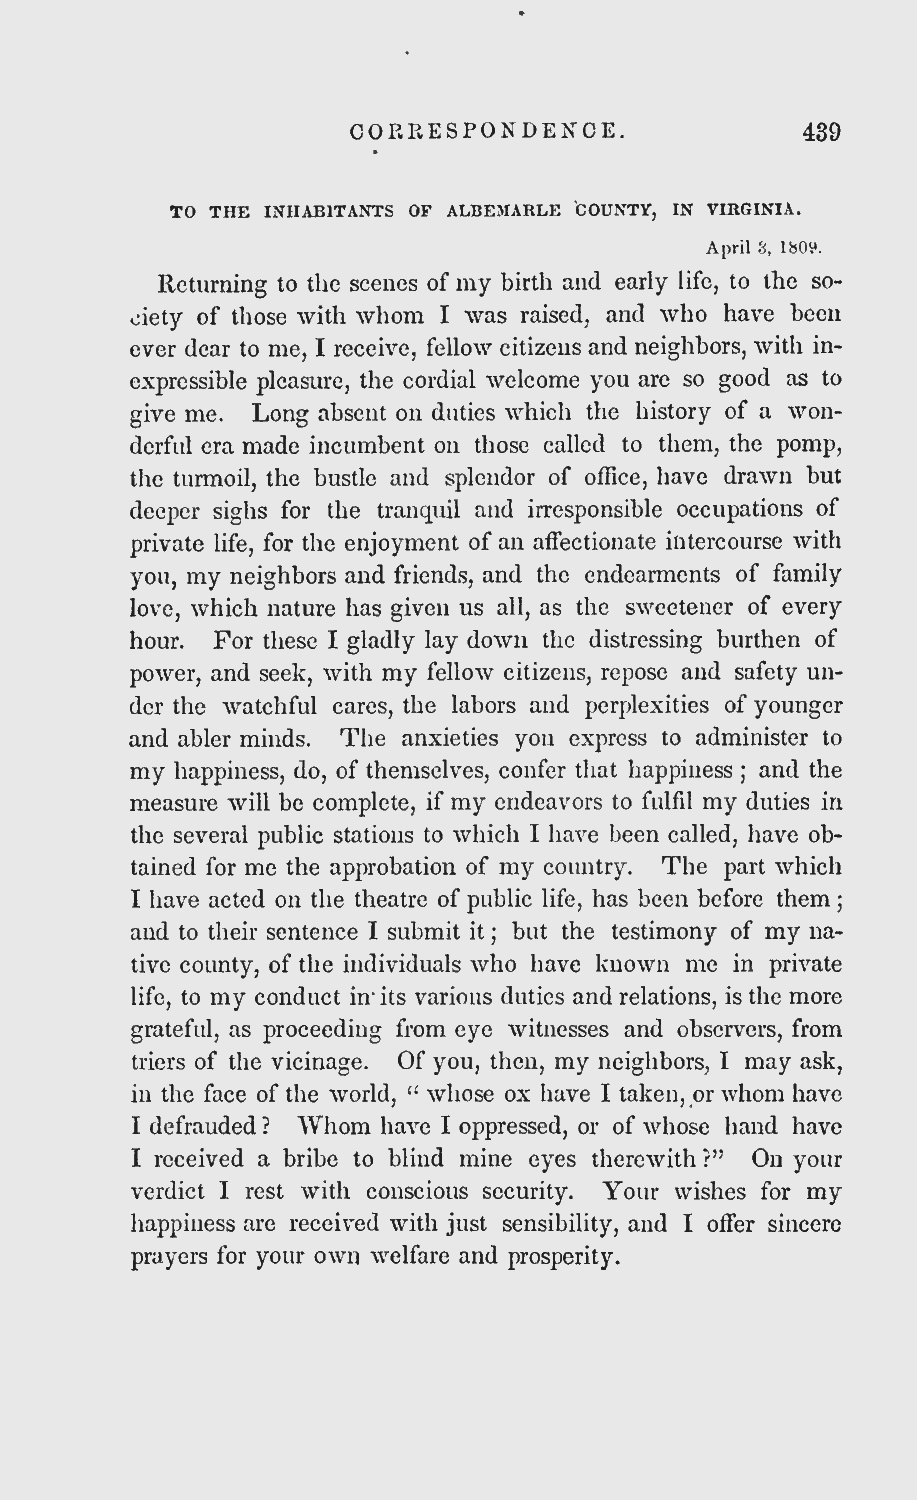 CORRESPONDENCE. 439
TO THE INHABITANTS OF ALBEMARLE COUNTY, IN VIRGINIA.
April 3, 1809.
Returning to the scenes of my birth and early life, to the so-
ciety of those with whom I was raised, and who have been
ever dear to me, I receive, fellow citizens and neighbors, with in-
expressible pleasure, the cordial welcome you are so good as to
give me. Long absent on duties which the history of a won-
derful era made incumbent on those called to them, the pomp,
the turmoil, the bustle and splendor of office, have drawn but
deeper sighs for the tranquil and irresponsible occupations of
private life, for the enjoyment of an affectionate intercourse with
you, my neighbors and friends, and the endearments of family
love, which nature has given us all, as the sweetener of every
hour. For these I gladly lay down the distressing burthen of
power, and seek, with my fellow citizens, repose and safety un-
der the watchful cares, the labors and perplexities of younger
and abler minds. The anxieties you express to administer to
my happiness, do, of themselves, confer that happiness; and the
measure will be complete, if my endeavors to fulfil my duties in
the several public stations to which I have been called, have ob-
tained for me the approbation of my country. The part which
I have acted on the theatre of public life, has been before them;
and to their sentence I submit it; but the testimony of my na-
tive county, of the individuals who have known me in private
life, to my conduct in its various duties and relations, is the more
grateful, as proceeding from eye witnesses and observers, from
triers of the vicinage. Of you, then, my neighbors, I may ask,
in the face of the world, "whose ox have I taken, or whom have
I defrauded? Whom have I oppressed, or of whose hand have
I received a bribe to blind mine eyes therewith?" On your
verdict I rest with conscious security. Your wishes for my
happiness are received with just sensibility, and I offer sincere
prayers for your own welfare and prosperity.